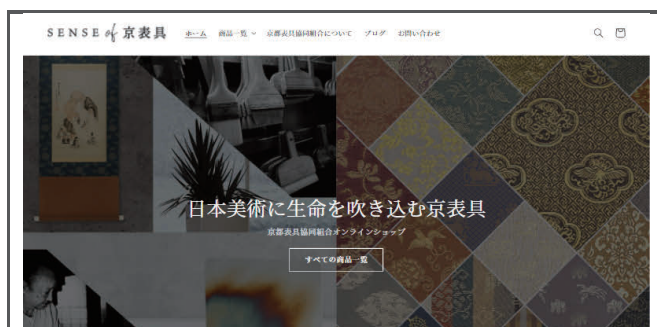 SENSE of 京表具
ホーム 商品一覧 京都表具協同組合について ブログ お問い合わせ
日本美術に生命を吹き込む京表具
京都表具協同組合オンラインショップ
すべての商品一覧